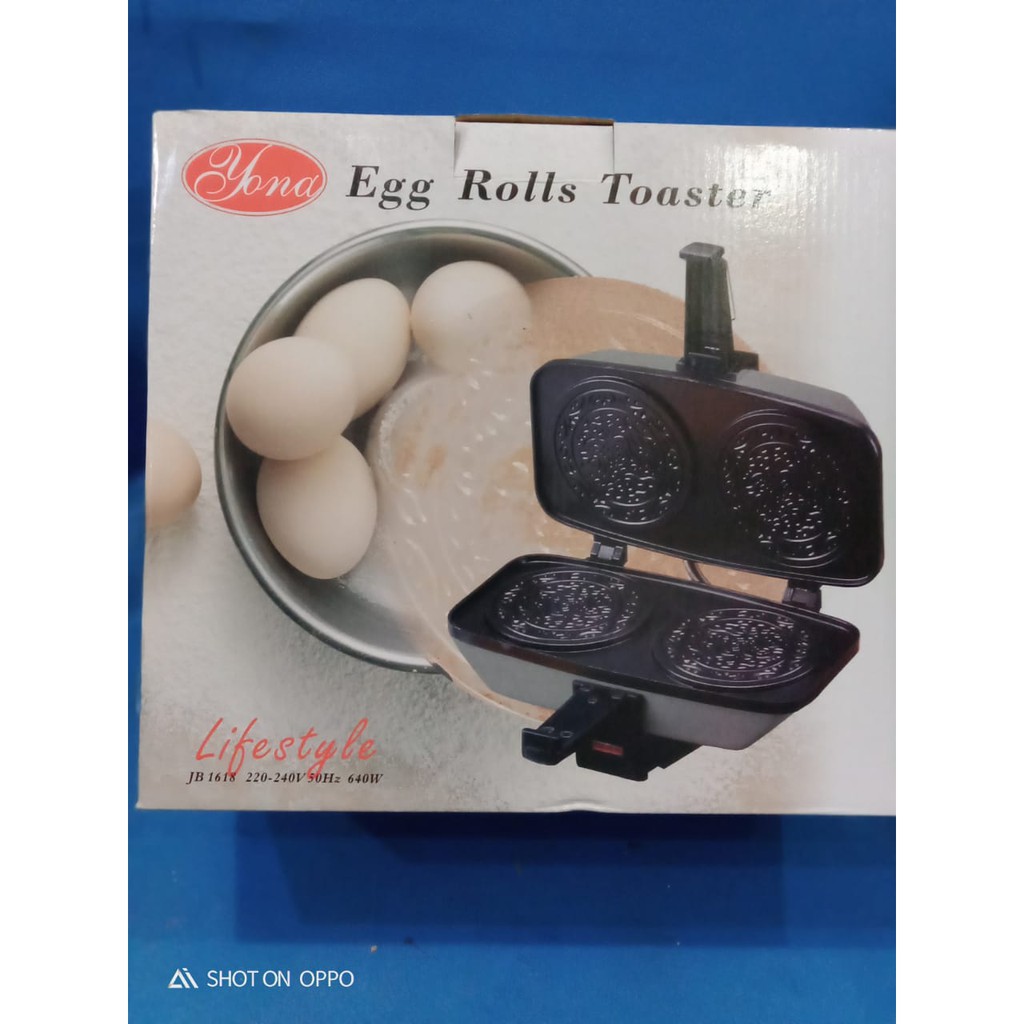 Yona
Egg Rolls Toaster
Lifestyle
JB 1618 220-240V 50Hz 640W
SHOT ON OPPO